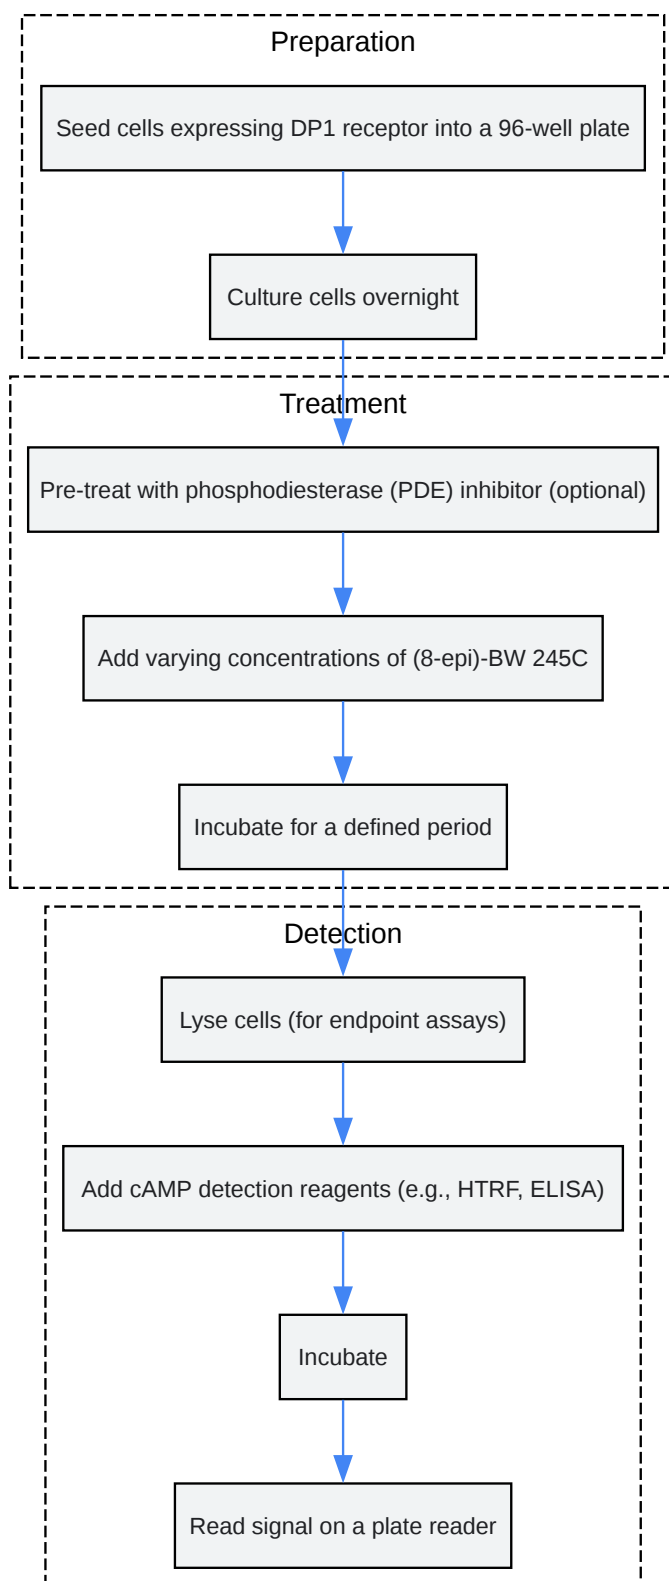 Preparation
Seed cells expressing DP1 receptor into a 96-well plate
Culture cells overnight
Treatment
Pre-treat with phosphodiesterase (PDE) inhibitor (optional)
Add varying concentrations of (8-epi)-BW 245C
Incubate for a defined period
Detection
Lyse cells (for endpoint assays)
Add cAMP detection reagents (e.g., HTRF, ELISA)
Incubate
Read signal on a plate reader